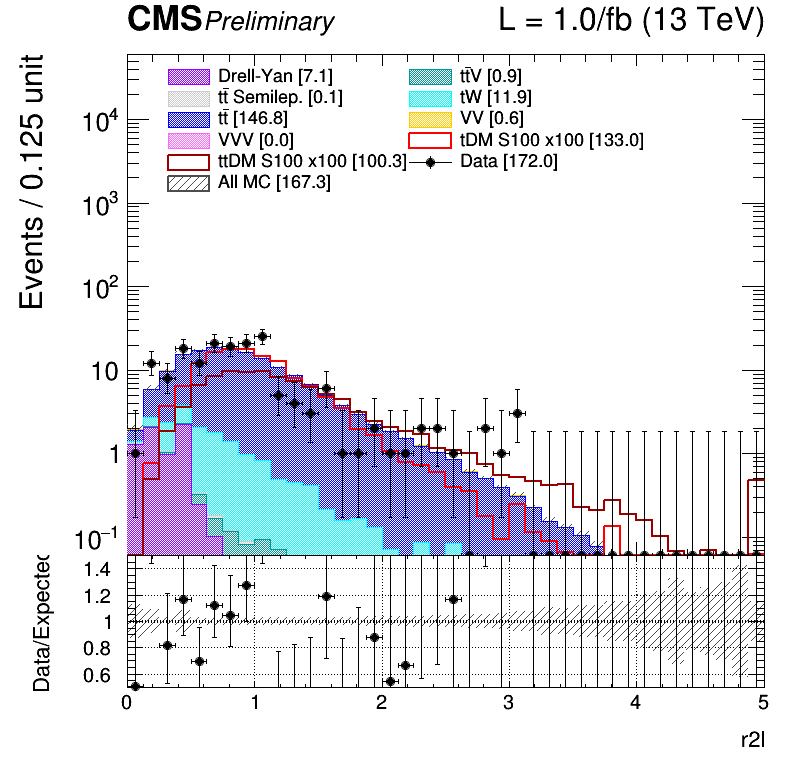 CMS Preliminary L = 1.0/fb (13 TeV)
Drell-Yan [7.1] tt̄V [0.9]
tt̄ Semilep. [0.1] tW [11.9]
tt̄ [146.8] VV [0.6]
VVV [0.0] tDM S100 x100 [133.0]
ttDM S100 x100 [100.3] Data [172.0]
All MC [167.3]
Events / 0.125 unit
10⁴
10³
10²
10
1
10⁻¹
Data/Expected
1.4
1.2
1
0.8
0.6
0 1 2 3 4 5
r2l